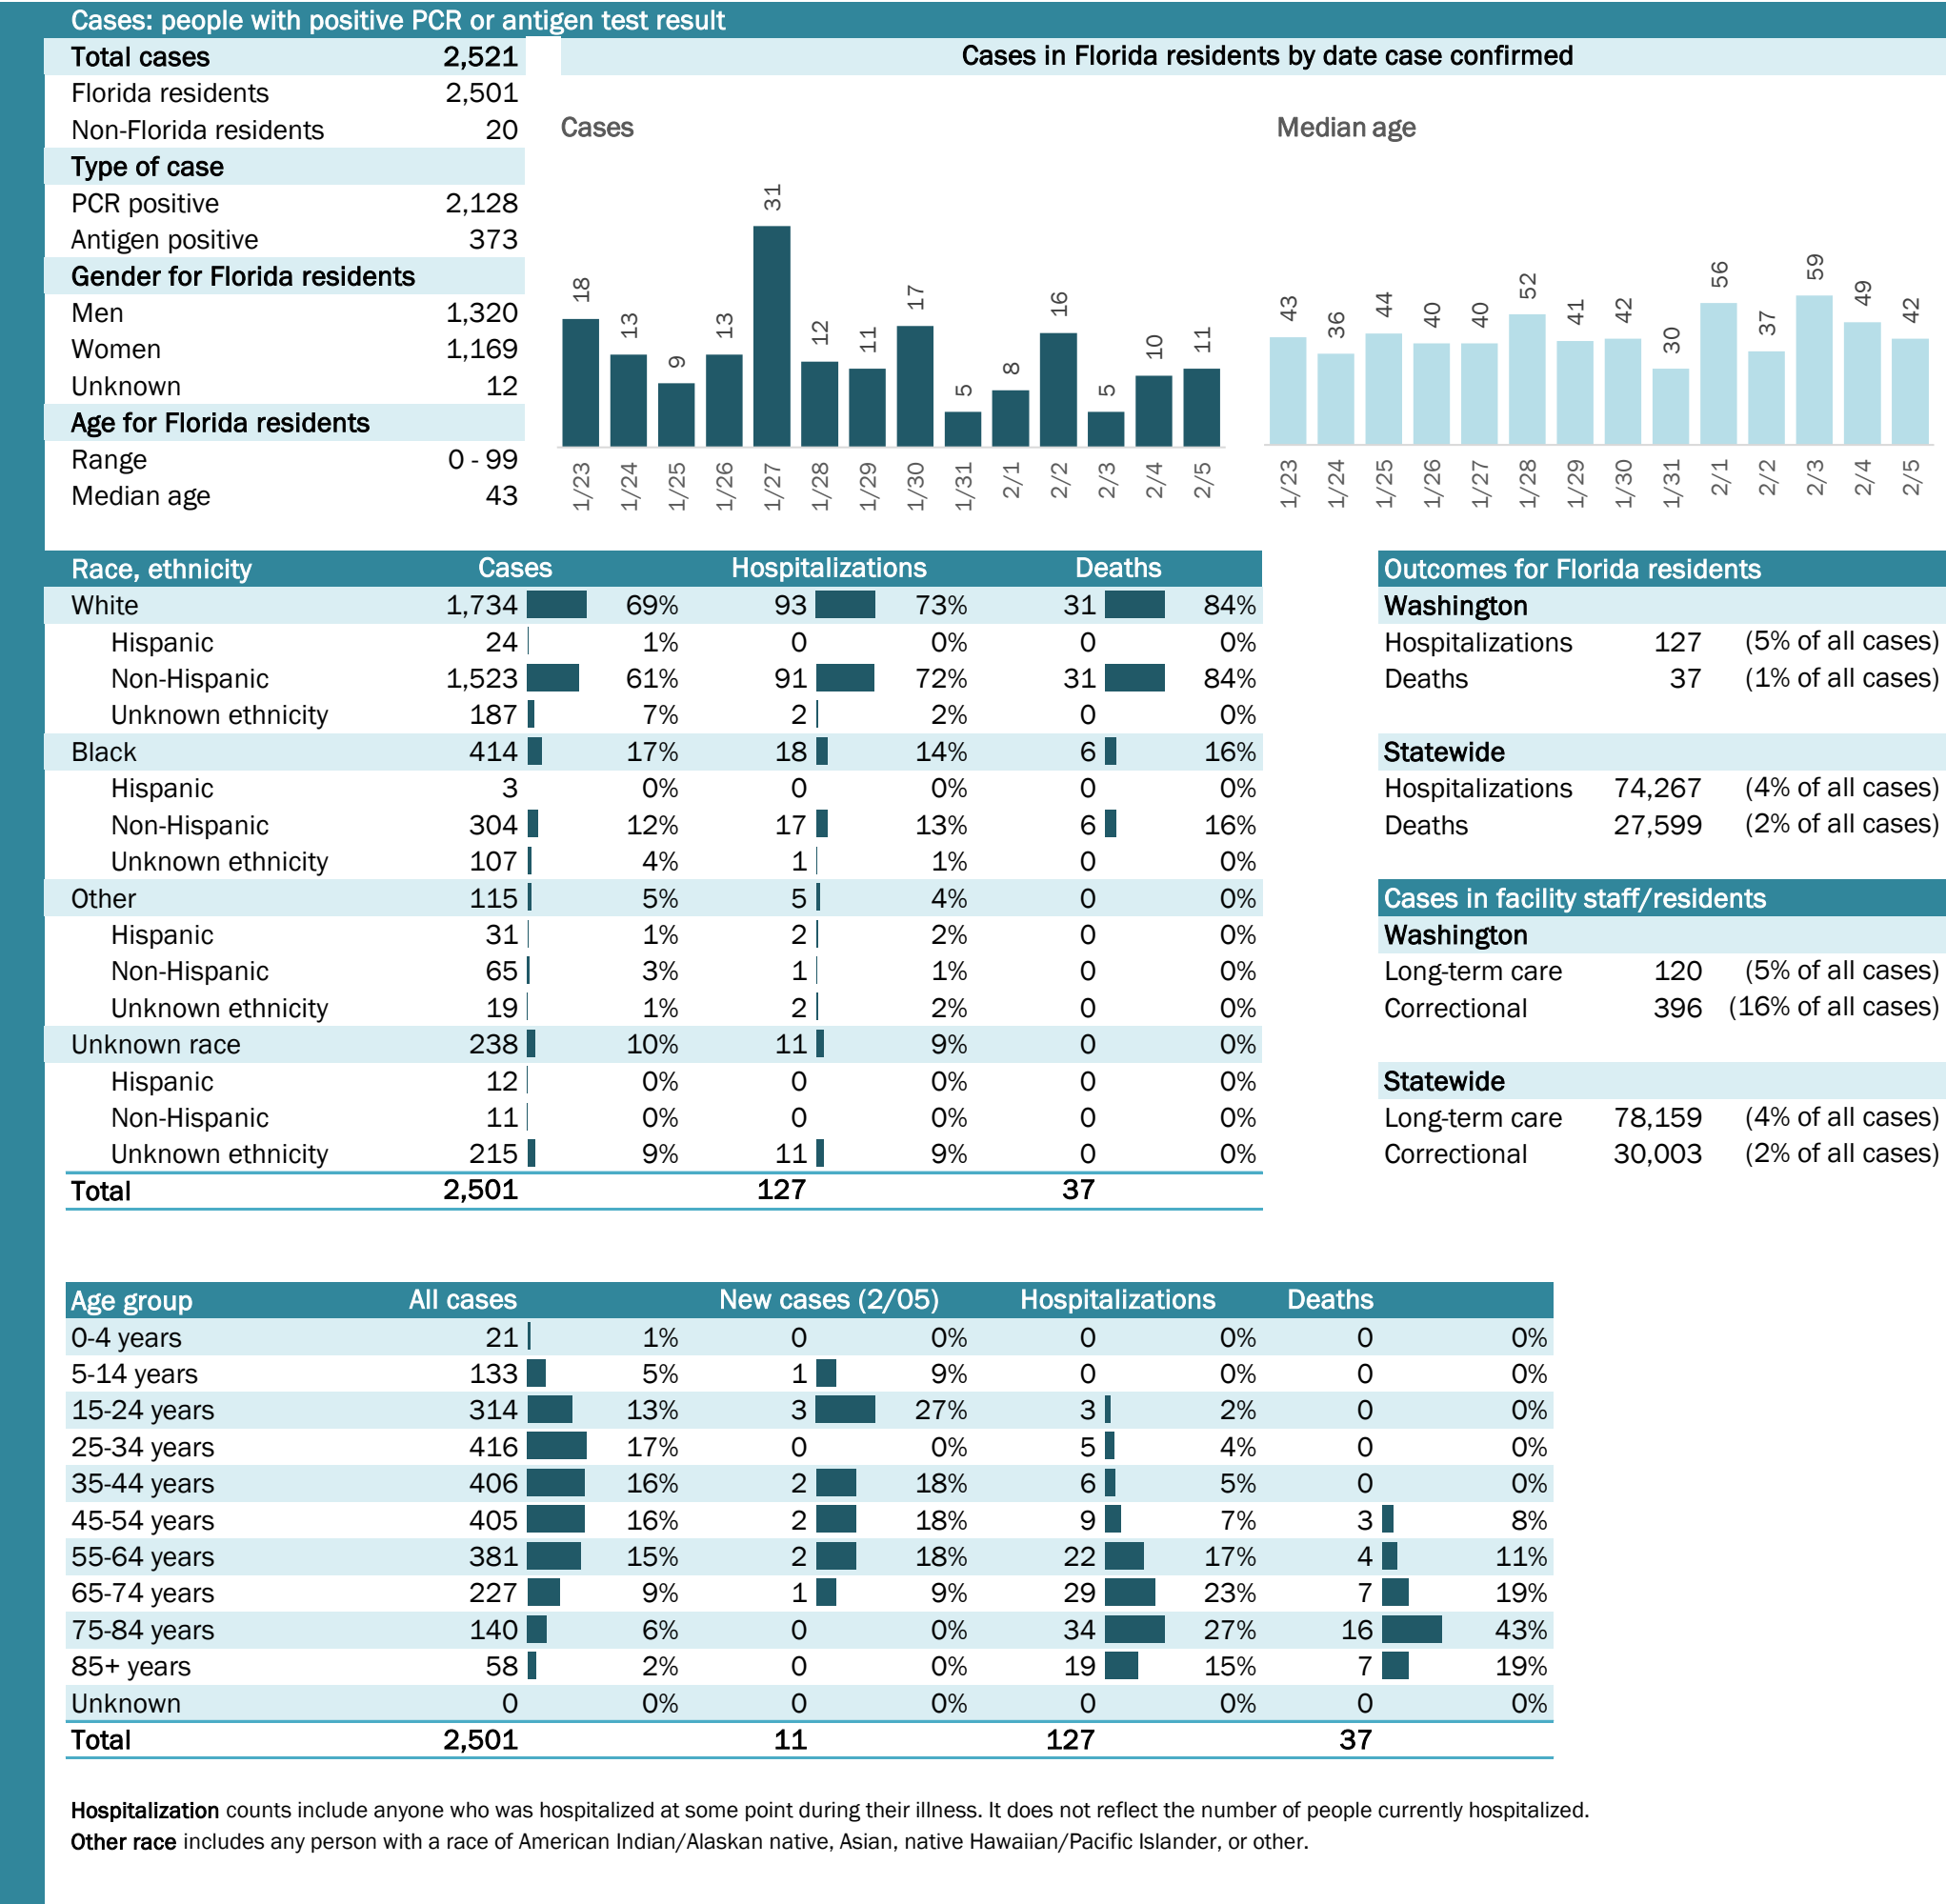 Cases: people with positive PCR or antigen test result
Total cases 2,521
Florida residents 2,501
Non-Florida residents 20
Type of case
PCR positive 2,128
Antigen positive 373
Gender for Florida residents
Men 1,320
Women 1,169
Unknown 12
Age for Florida residents
Range 0 - 99
Median age 43
Cases in Florida residents by date case confirmed
Cases
18 13 9 13 31 12 11 17 5 8 16 5 10 11
1/23 1/24 1/25 1/26 1/27 1/28 1/29 1/30 1/31 2/1 2/2 2/3 2/4 2/5
Median age
43 36 44 40 40 52 41 42 30 56 37 59 49 42
1/23 1/24 1/25 1/26 1/27 1/28 1/29 1/30 1/31 2/1 2/2 2/3 2/4 2/5
Race, ethnicity Cases Hospitalizations Deaths
White 1,734 69% 93 73% 31 84%
Hispanic 24 1% 0 0% 0 0%
Non-Hispanic 1,523 61% 91 72% 31 84%
Unknown ethnicity 187 7% 2 2% 0 0%
Black 414 17% 18 14% 6 16%
Hispanic 3 0% 0 0% 0 0%
Non-Hispanic 304 12% 17 13% 6 16%
Unknown ethnicity 107 4% 1 1% 0 0%
Other 115 5% 5 4% 0 0%
Hispanic 31 1% 2 2% 0 0%
Non-Hispanic 65 3% 1 1% 0 0%
Unknown ethnicity 19 1% 2 2% 0 0%
Unknown race 238 10% 11 9% 0 0%
Hispanic 12 0% 0 0% 0 0%
Non-Hispanic 11 0% 0 0% 0 0%
Unknown ethnicity 215 9% 11 9% 0 0%
Total 2,501 127 37
Outcomes for Florida residents
Washington
Hospitalizations 127 (5% of all cases)
Deaths 37 (1% of all cases)
Statewide
Hospitalizations 74,267 (4% of all cases)
Deaths 27,599 (2% of all cases)
Cases in facility staff/residents
Washington
Long-term care 120 (5% of all cases)
Correctional 396 (16% of all cases)
Statewide
Long-term care 78,159 (4% of all cases)
Correctional 30,003 (2% of all cases)
Age group All cases New cases (2/05) Hospitalizations Deaths
0-4 years 21 1% 0 0% 0 0% 0 0%
5-14 years 133 5% 1 9% 0 0% 0 0%
15-24 years 314 13% 3 27% 3 2% 0 0%
25-34 years 416 17% 0 0% 5 4% 0 0%
35-44 years 406 16% 2 18% 6 5% 0 0%
45-54 years 405 16% 2 18% 9 7% 3 8%
55-64 years 381 15% 2 18% 22 17% 4 11%
65-74 years 227 9% 1 9% 29 23% 7 19%
75-84 years 140 6% 0 0% 34 27% 16 43%
85+ years 58 2% 0 0% 19 15% 7 19%
Unknown 0 0% 0 0% 0 0% 0 0%
Total 2,501 11 127 37
Hospitalization counts include anyone who was hospitalized at some point during their illness. It does not reflect the number of people currently hospitalized.
Other race includes any person with a race of American Indian/Alaskan native, Asian, native Hawaiian/Pacific Islander, or other.